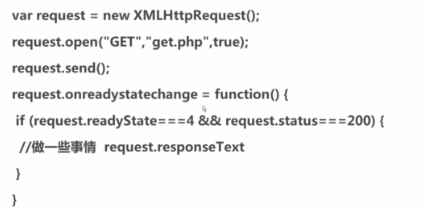 var request = new XMLHttpRequest();
request.open("GET","get.php",true);
request.send();
request.onreadystatechange = function() {
if (request.readyState===4 && request.status===200) {
//做一些事情 request.responseText
}
}